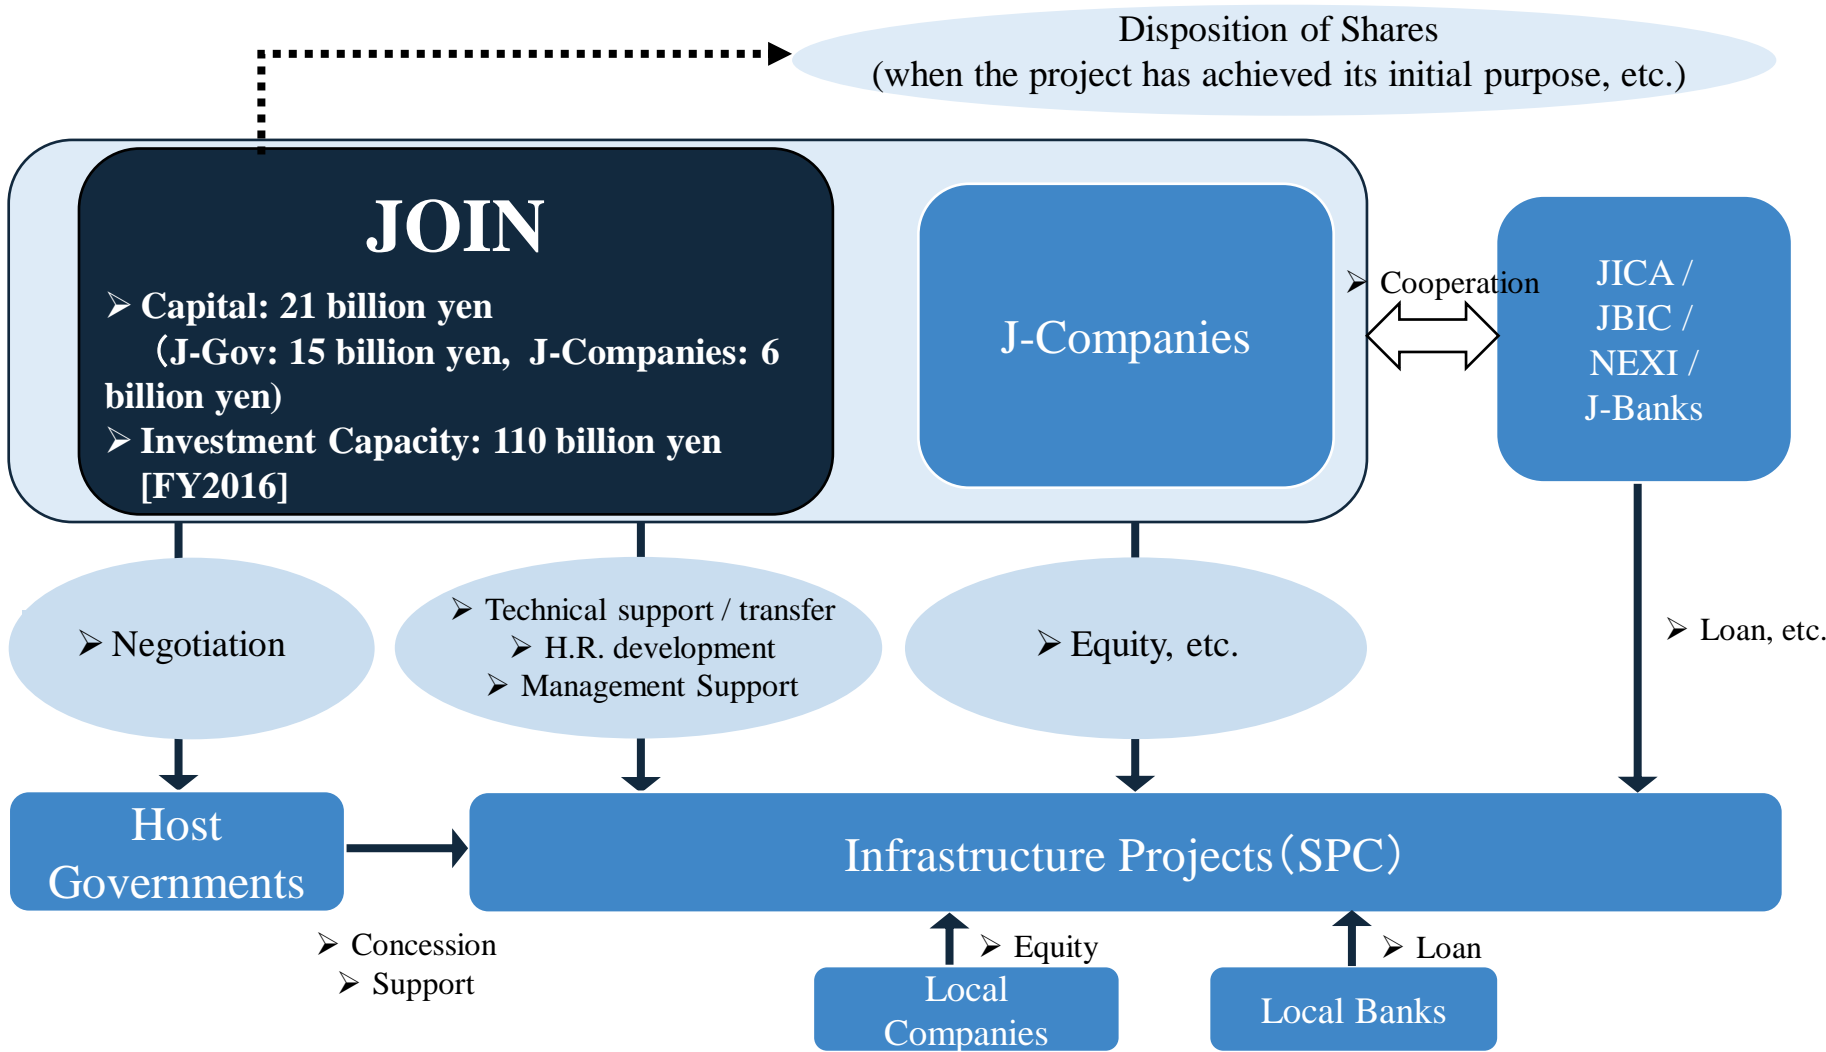 Disposition of Shares
(when the project has achieved its initial purpose, etc.)
JOIN
➢ Capital: 21 billion yen
（J-Gov: 15 billion yen, J-Companies: 6
billion yen)
➢ Investment Capacity: 110 billion yen
[FY2016]
J-Companies
➢ Cooperation
JICA /
JBIC /
NEXI /
J-Banks
➢ Negotiation
➢ Technical support / transfer
➢ H.R. development
➢ Management Support
➢ Equity, etc.
➢ Loan, etc.
Host
Governments
Infrastructure Projects（SPC）
➢ Concession
➢ Support
➢ Equity
➢ Loan
Local
Companies
Local Banks